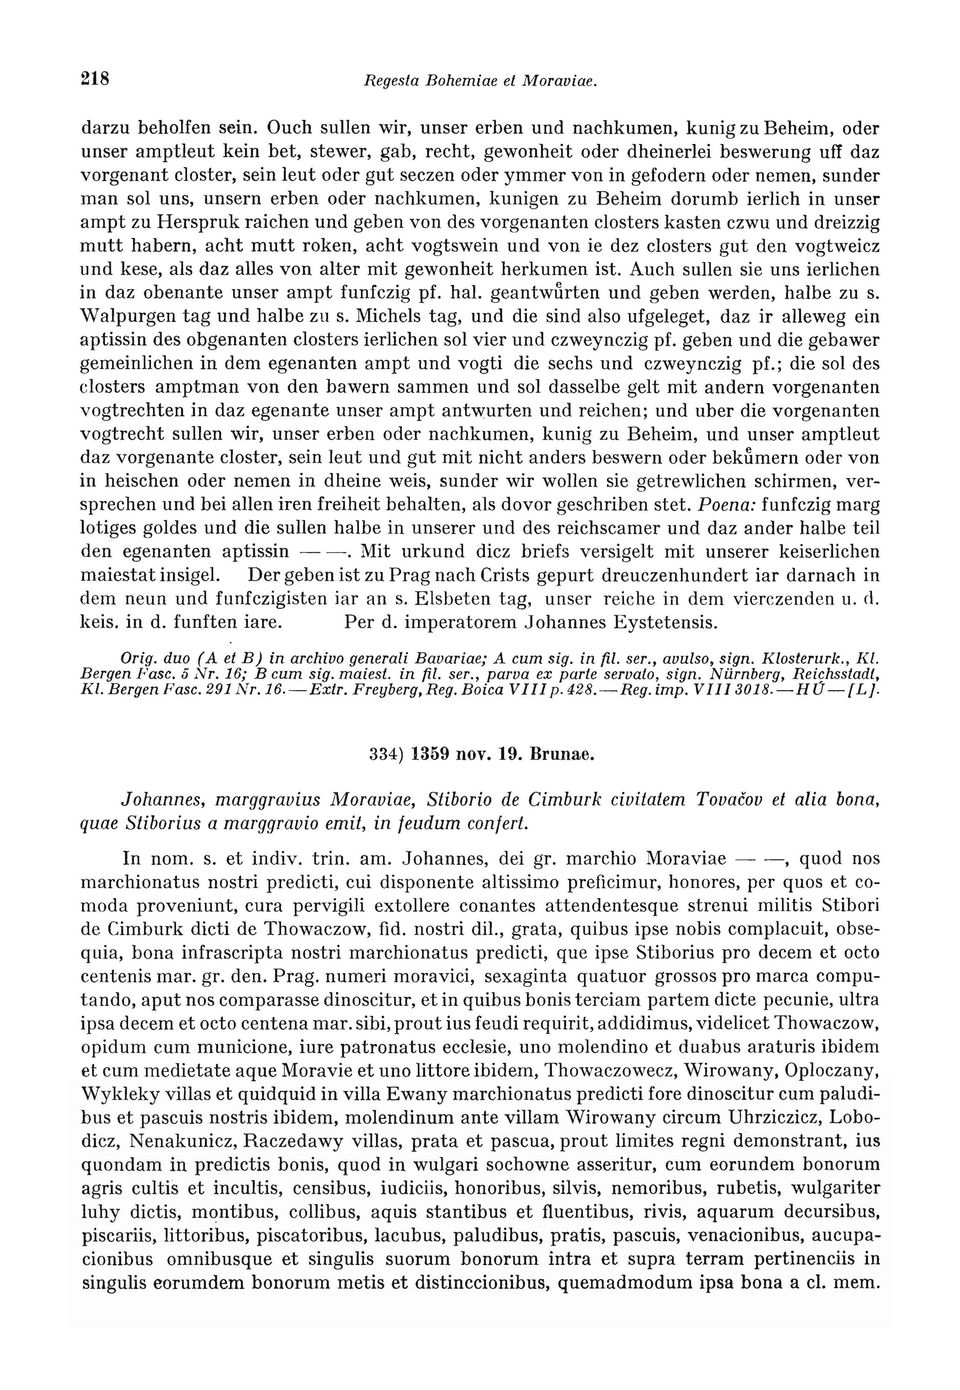 218 Regesta Bohemiae et Moraviae.
darzu beholfen sein. Ouch sullen wir, unser erben und nachkumen, kunig zu Beheim, oder
unser amptleut kein bet, stewer, gab, recht, gewonheit oder dheinerlei beswerung uff daz
vorgenant closter, sein leut oder gut seczen oder ymmer von in gefodern oder nemen, sunder
man sol uns, unsern erben oder nachkumen, kunigen zu Beheim dorumb ierlich in unser
ampt zu Herspruk raichen und geben von des vorgenanten closters kasten czwu und dreizzig
mutt habern, acht mutt roken, acht vogtswein und von ie dez closters gut den vogtweicz
und kese, als daz alles von alter mit gewonheit herkumen ist. Auch sullen sie uns ierlichen
in daz obenante unser ampt funfczig pf. hal. geantwuͤrten und geben werden, halbe zu s.
Walpurgen tag und halbe zu s. Michels tag, und die sind also ufgeleget, daz ir alleweg ein
aptissin des obgenanten closters ierlichen sol vier und czweynczig pf. geben und die gebawer
gemeinlichen in dem egenanten ampt und vogti die sechs und czweynczig pf.; die sol des
closters amptman von den bawern sammen und sol dasselbe gelt mit andern vorgenanten
vogtrechten in daz egenante unser ampt antwurten und reichen; und uber die vorgenanten
vogtrecht sullen wir, unser erben oder nachkumen, kunig zu Beheim, und unser amptleut
daz vorgenante closter, sein leut und gut mit nicht anders beswern oder bekuͤmern oder von
in heischen oder nemen in dheine weis, sunder wir wollen sie getrewlichen schirmen, ver-
sprechen und bei allen iren freiheit behalten, als dovor geschriben stet. Poena: funfczig marg
lotiges goldes und die sullen halbe in unserer und des reichscamer und daz ander halbe teil
den egenanten aptissin — —. Mit urkund dicz briefs versigelt mit unserer keiserlichen
maiestat insigel. Der geben ist zu Prag nach Crists gepurt dreuczenhundert iar darnach in
dem neun und funfczigisten iar an s. Elsbeten tag, unser reiche in dem vierczenden u. d.
keis. in d. funften iare. Per d. imperatorem Johannes Eystetensis.
Orig. duo (A et B) in archivo generali Bavariae; A cum sig. in fil. ser., avulso, sign. Klosterurk., Kl.
Bergen Fasc. 5 Nr. 16; B cum sig. maiest. in fil. ser., parva ex parte servato, sign. Nürnberg, Reichsstadt,
Kl. Bergen Fasc. 291 Nr. 16. — Extr. Freyberg, Reg. Boica VIII p. 428. — Reg. imp. VIII 3018. — H Ú — [L].
334) 1359 nov. 19. Brunae.
Johannes, marggravius Moraviae, Stiborio de Cimburk civitatem Tovačov et alia bona,
quae Stiborius a marggravio emit, in feudum confert.
In nom. s. et indiv. trin. am. Johannes, dei gr. marchio Moraviae — —, quod nos
marchionatus nostri predicti, cui disponente altissimo preficimur, honores, per quos et co-
moda proveniunt, cura pervigili extollere conantes attendentesque strenui militis Stibori
de Cimburk dicti de Thowaczow, fid. nostri dil., grata, quibus ipse nobis complacuit, obse-
quia, bona infrascripta nostri marchionatus predicti, que ipse Stiborius pro decem et octo
centenis mar. gr. den. Prag. numeri moravici, sexaginta quatuor grossos pro marca compu-
tando, aput nos comparasse dinoscitur, et in quibus bonis terciam partem dicte pecunie, ultra
ipsa decem et octo centena mar. sibi, prout ius feudi requirit, addidimus, videlicet Thowaczow,
opidum cum municione, iure patronatus ecclesie, uno molendino et duabus araturis ibidem
et cum medietate aque Moravie et uno littore ibidem, Thowaczowecz, Wirowany, Oploczany,
Wykleky villas et quidquid in villa Ewany marchionatus predicti fore dinoscitur cum paludi-
bus et pascuis nostris ibidem, molendinum ante villam Wirowany circum Uhrziczicz, Lobo-
dicz, Nenakunicz, Raczedawy villas, prata et pascua, prout limites regni demonstrant, ius
quondam in predictis bonis, quod in wulgari sochowne asseritur, cum eorundem bonorum
agris cultis et incultis, censibus, iudiciis, honoribus, silvis, nemoribus, rubetis, wulgariter
luhy dictis, montibus, collibus, aquis stantibus et fluentibus, rivis, aquarum decursibus,
piscariis, littoribus, piscatoribus, lacubus, paludibus, pratis, pascuis, venacionibus, aucupa-
cionibus omnibusque et singulis suorum bonorum intra et supra terram pertinenciis in
singulis eorumdem bonorum metis et distinccionibus, quemadmodum ipsa bona a cl. mem.